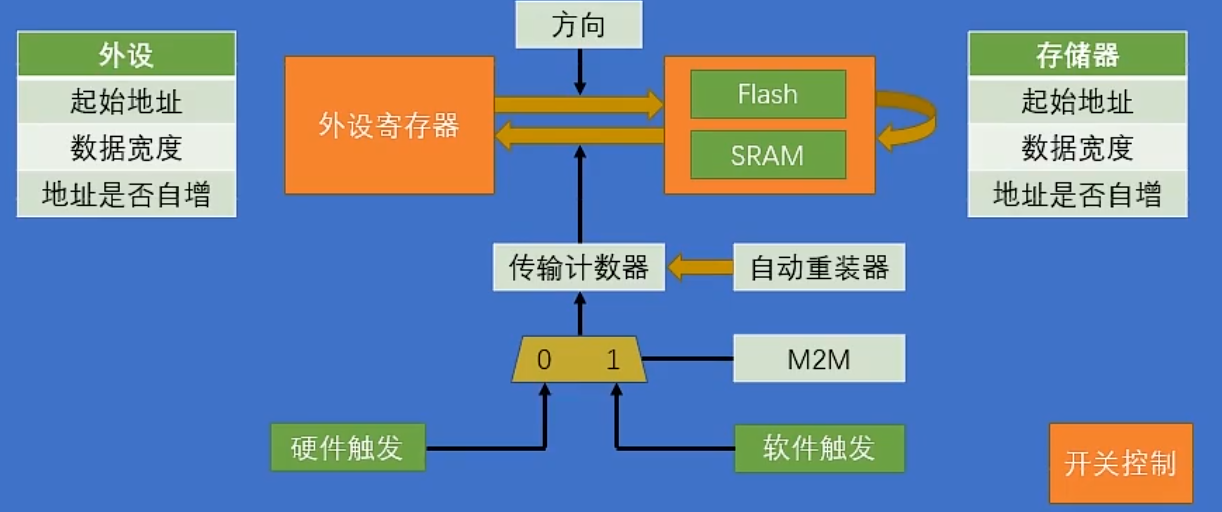 方向
外设
起始地址
数据宽度
地址是否自增
外设寄存器
Flash
SRAM
存储器
起始地址
数据宽度
地址是否自增
传输计数器
自动重装器
0 1
M2M
硬件触发
软件触发
开关控制